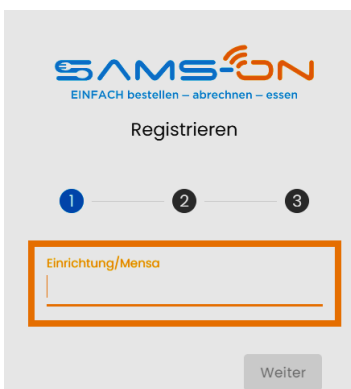 SAMS-ON
EINFACH bestellen – abrechnen – essen
Registrieren
1 2 3
Einrichtung/Mensa
Weiter